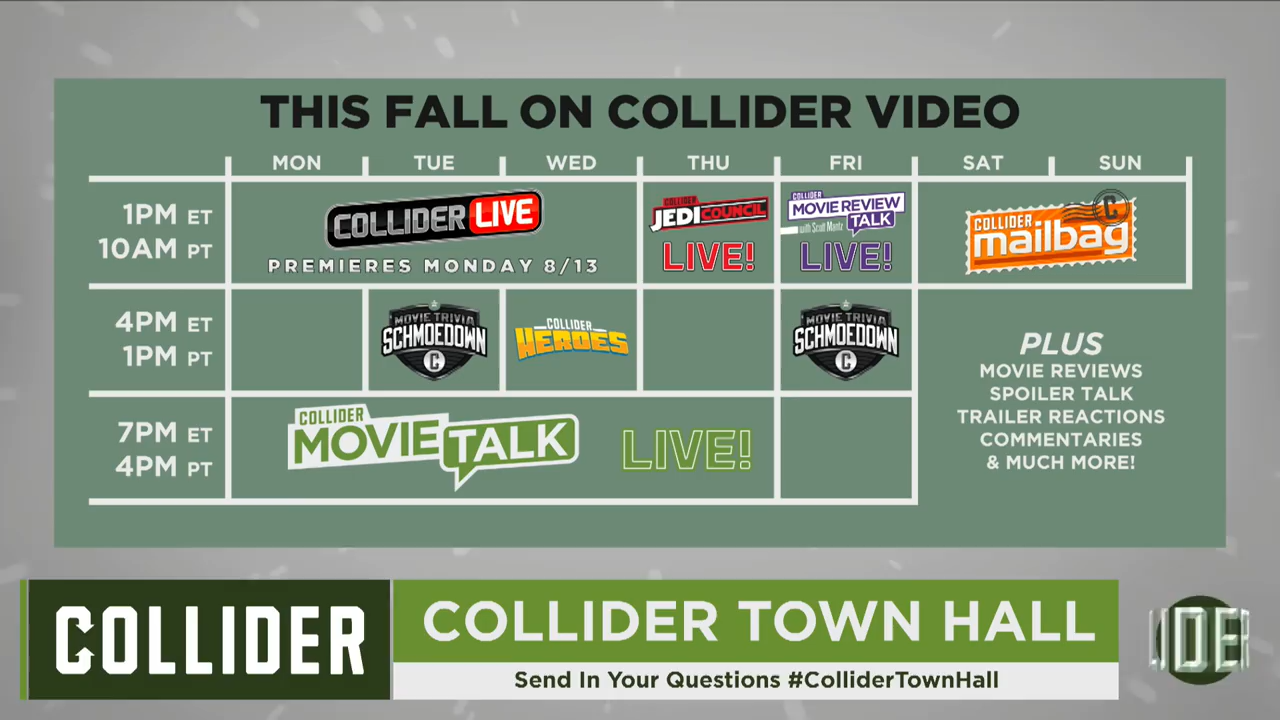 THIS FALL ON COLLIDER VIDEO
MON TUE WED THU FRI SAT SUN
1PM ET
10AM PT
COLLIDER LIVE
PREMIERES MONDAY 8/13
COLLIDER
JEDI COUNCIL
LIVE!
COLLIDER
MOVIE REVIEW
TALK
with Scott Mantz
LIVE!
COLLIDER
mailbag
C
4PM ET
1PM PT
MOVIE TRIVIA
SCHMOEDOWN
C
COLLIDER
HEROES
MOVIE TRIVIA
SCHMOEDOWN
C
PLUS
MOVIE REVIEWS
SPOILER TALK
TRAILER REACTIONS
COMMENTARIES
& MUCH MORE!
7PM ET
4PM PT
COLLIDER
MOVIE TALK
LIVE!
COLLIDER
COLLIDER TOWN HALL
Send In Your Questions #ColliderTownHall
IDER